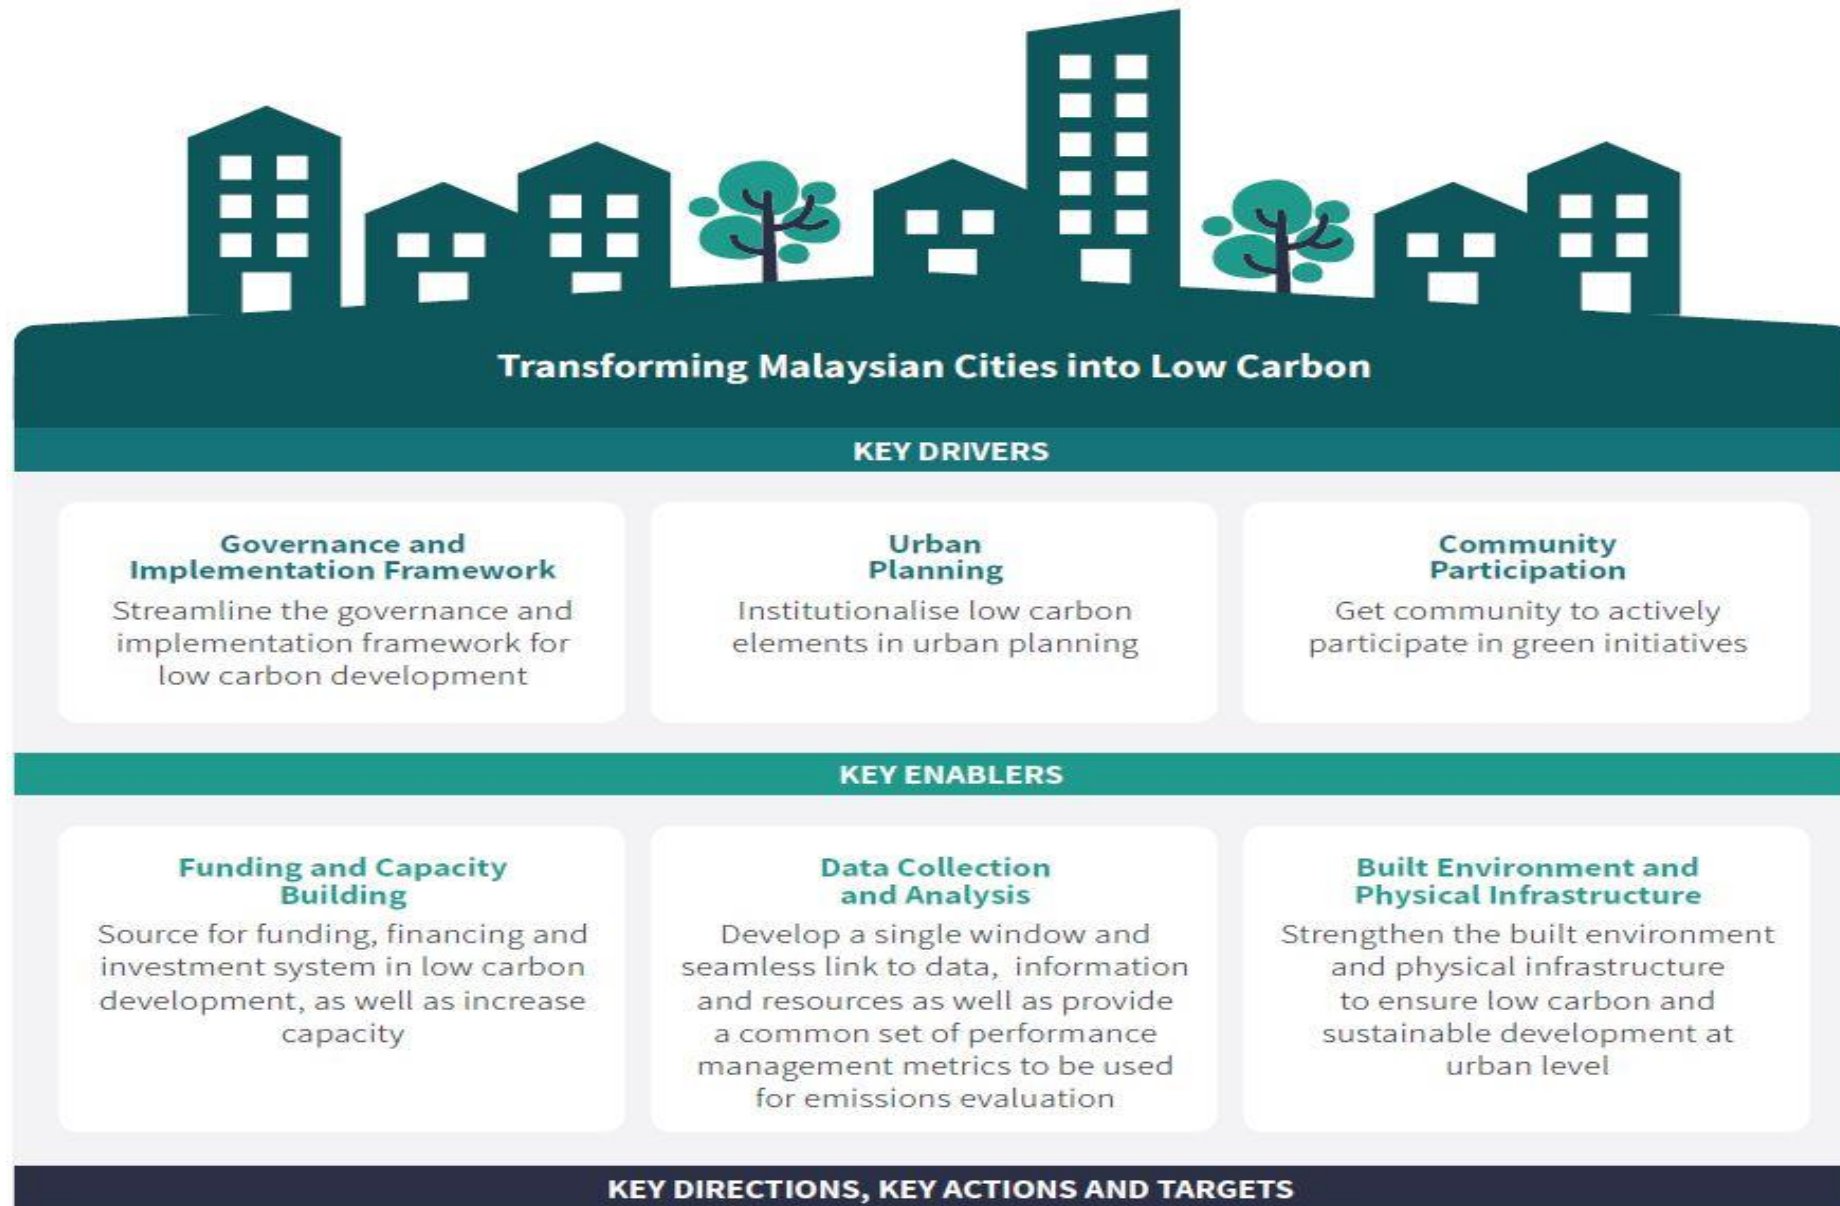 Transforming Malaysian Cities into Low Carbon
KEY DRIVERS
Governance and
Implementation Framework
Streamline the governance and
implementation framework for
low carbon development
Urban
Planning
Institutionalise low carbon
elements in urban planning
Community
Participation
Get community to actively
participate in green initiatives
KEY ENABLERS
Funding and Capacity
Building
Source for funding, financing and
investment system in low carbon
development, as well as increase
capacity
Data Collection
and Analysis
Develop a single window and
seamless link to data, information
and resources as well as provide
a common set of performance
management metrics to be used
for emissions evaluation
Built Environment and
Physical Infrastructure
Strengthen the built environment
and physical infrastructure
to ensure low carbon and
sustainable development at
urban level
KEY DIRECTIONS, KEY ACTIONS AND TARGETS